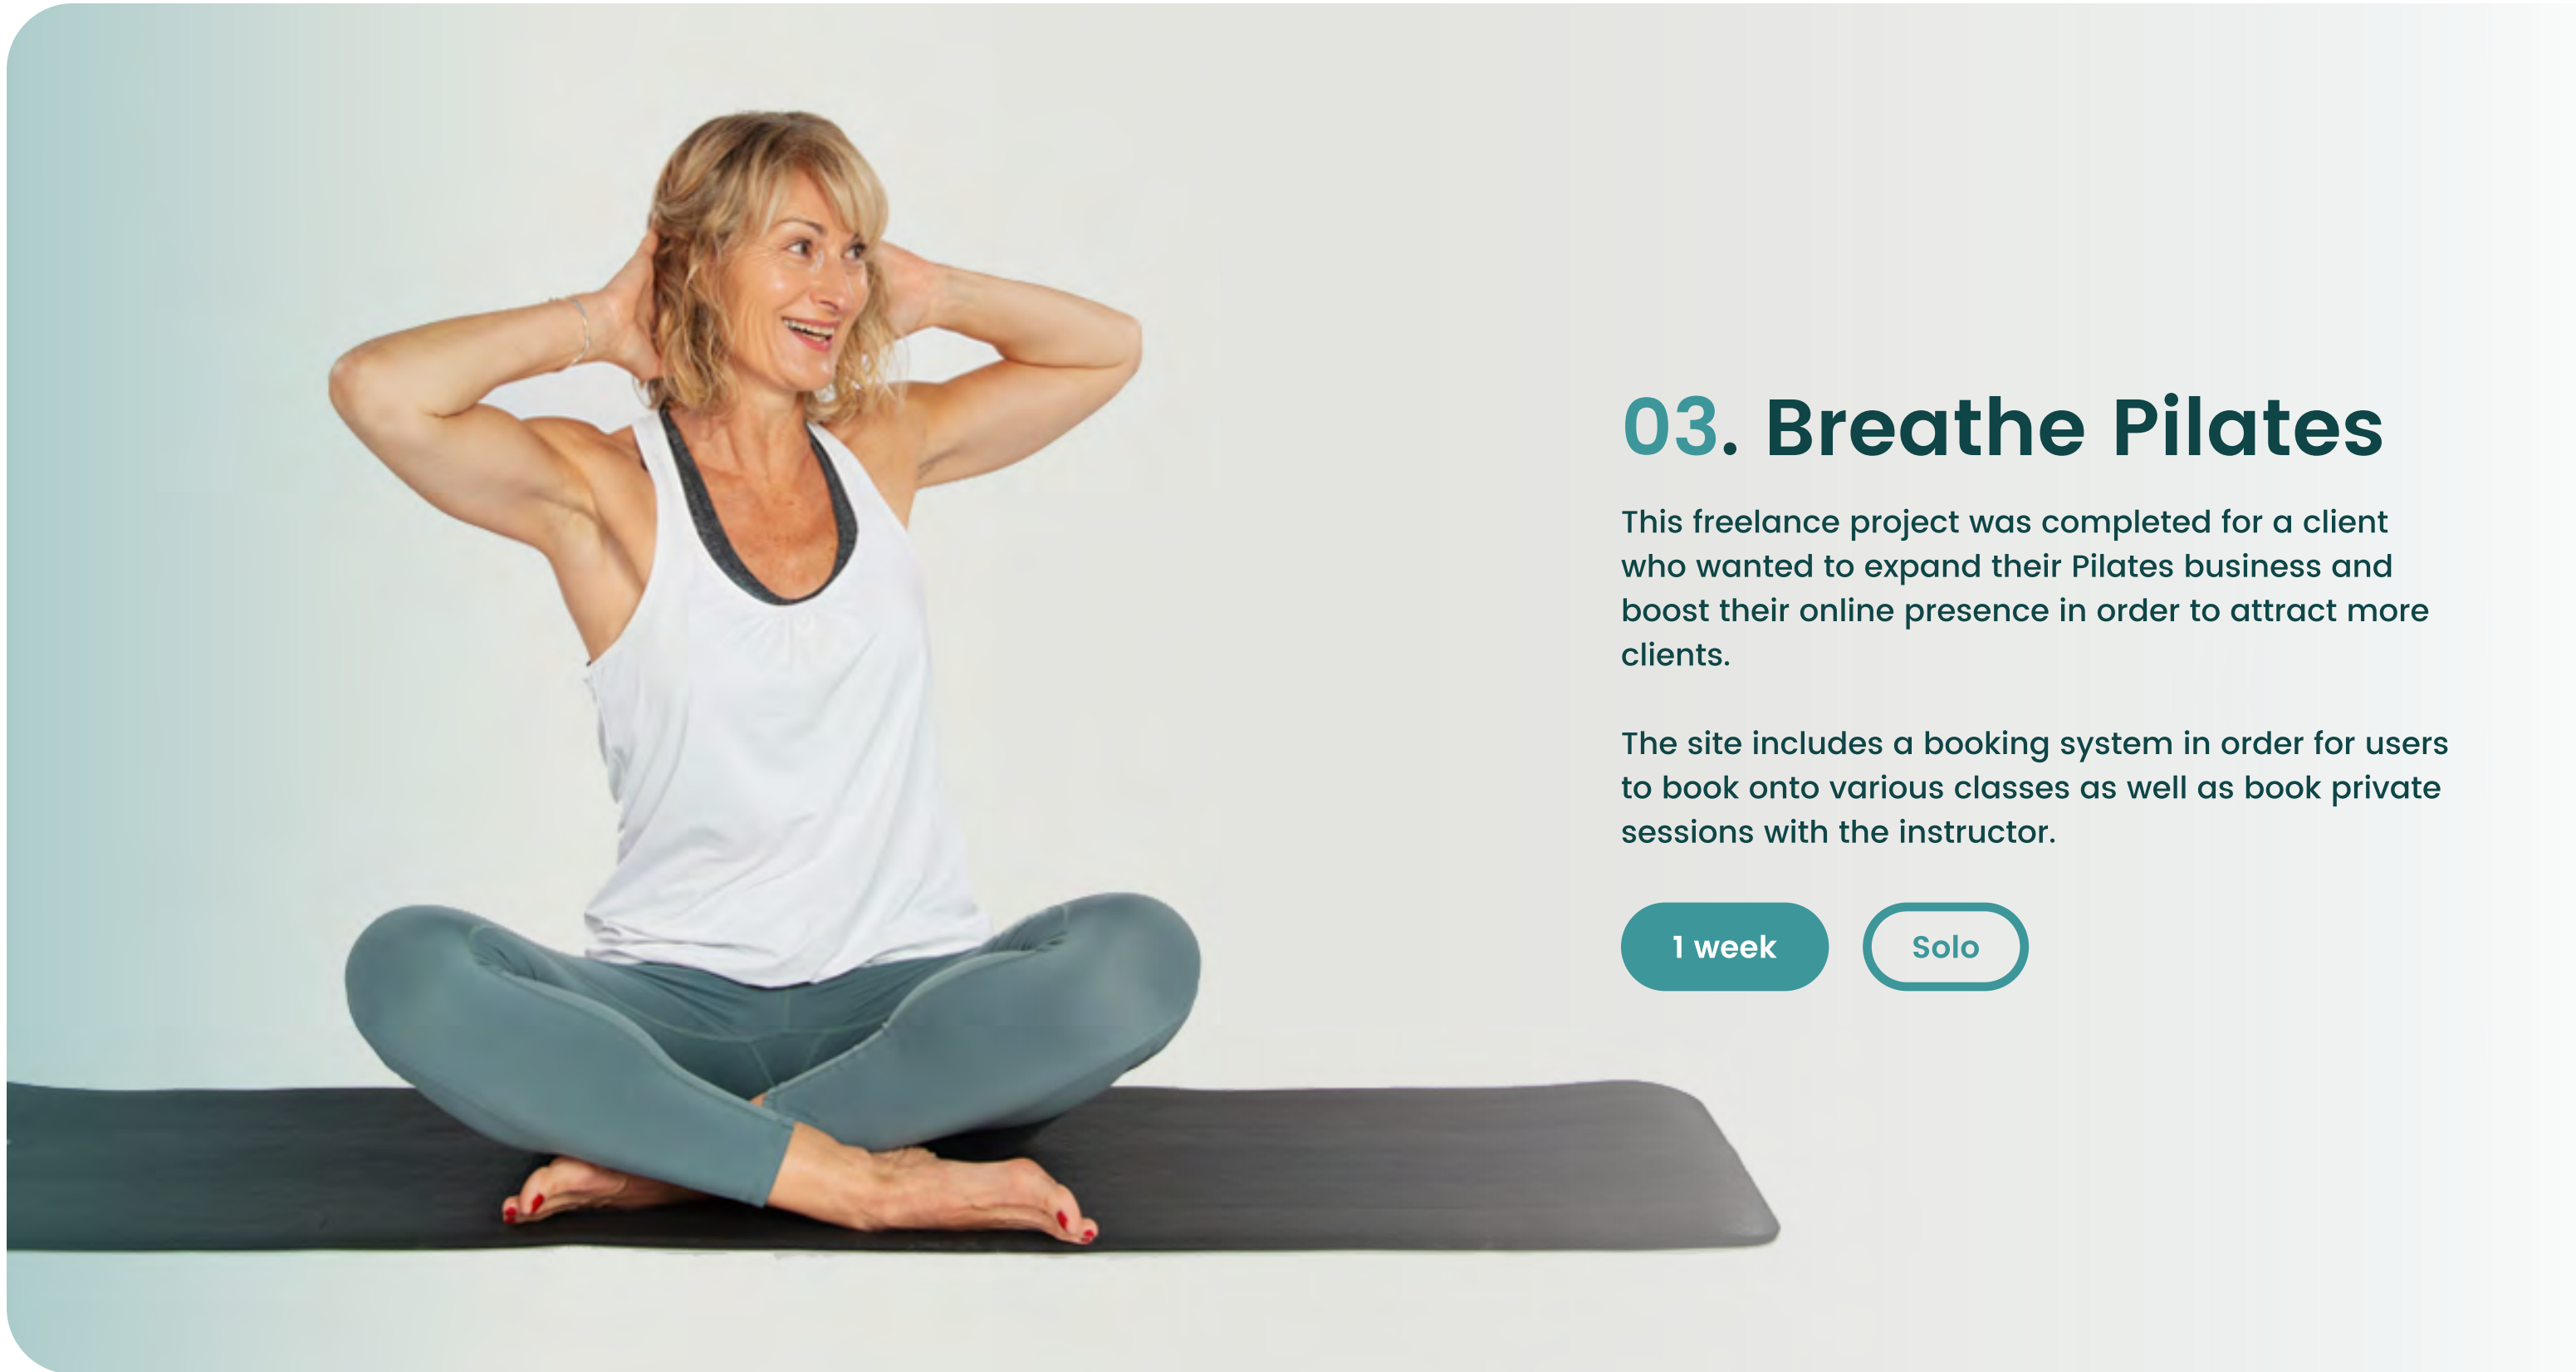 03. Breathe Pilates
This freelance project was completed for a client
who wanted to expand their Pilates business and
boost their online presence in order to attract more
clients.
The site includes a booking system in order for users
to book onto various classes as well as book private
sessions with the instructor.
1 week
Solo